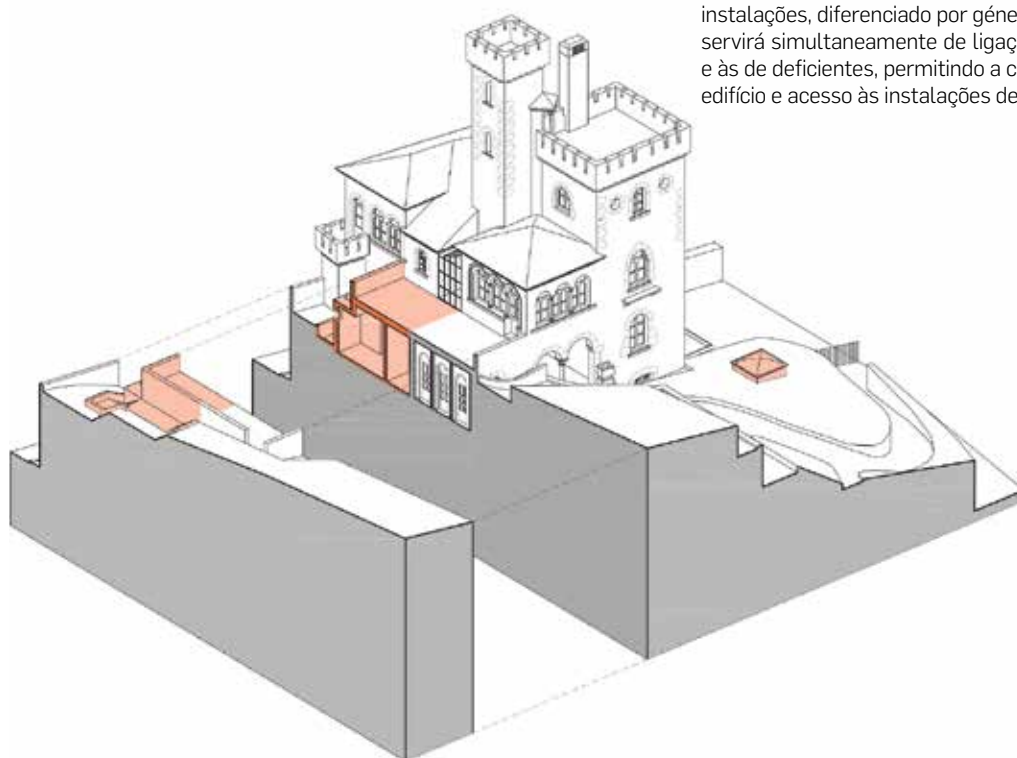 instalações, diferenciado por géne
servirá simultaneamente de ligaç
e às de deficientes, permitindo a c
edifício e acesso às instalações de